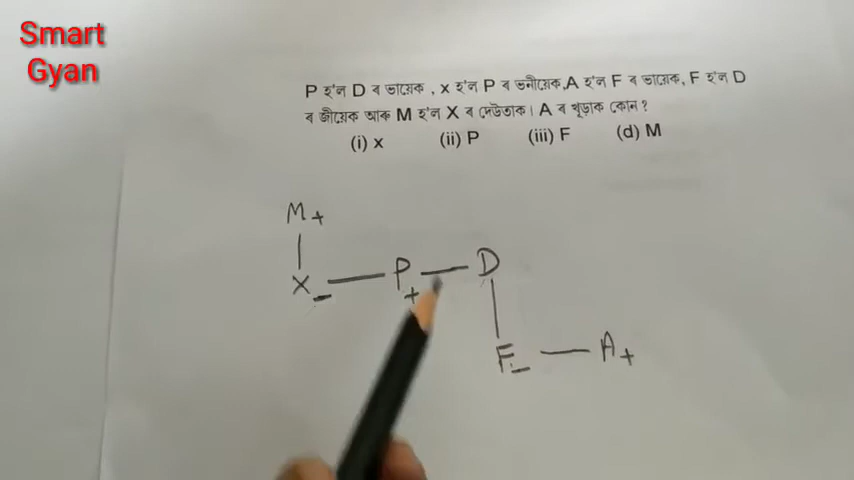 Smart
Gyan
P হ'ল D ৰ ভায়েক , x হ'ল P ৰ ভনীয়েক,A হ'ল F ৰ ভায়েক, F হ'ল D
ৰ জীয়েক আৰু M হ'ল X ৰ দেউতাক। A ৰ খুড়াক কোন ?
(i) x (ii) P (iii) F (d) M
M +
X - — P + — D
F - — A +